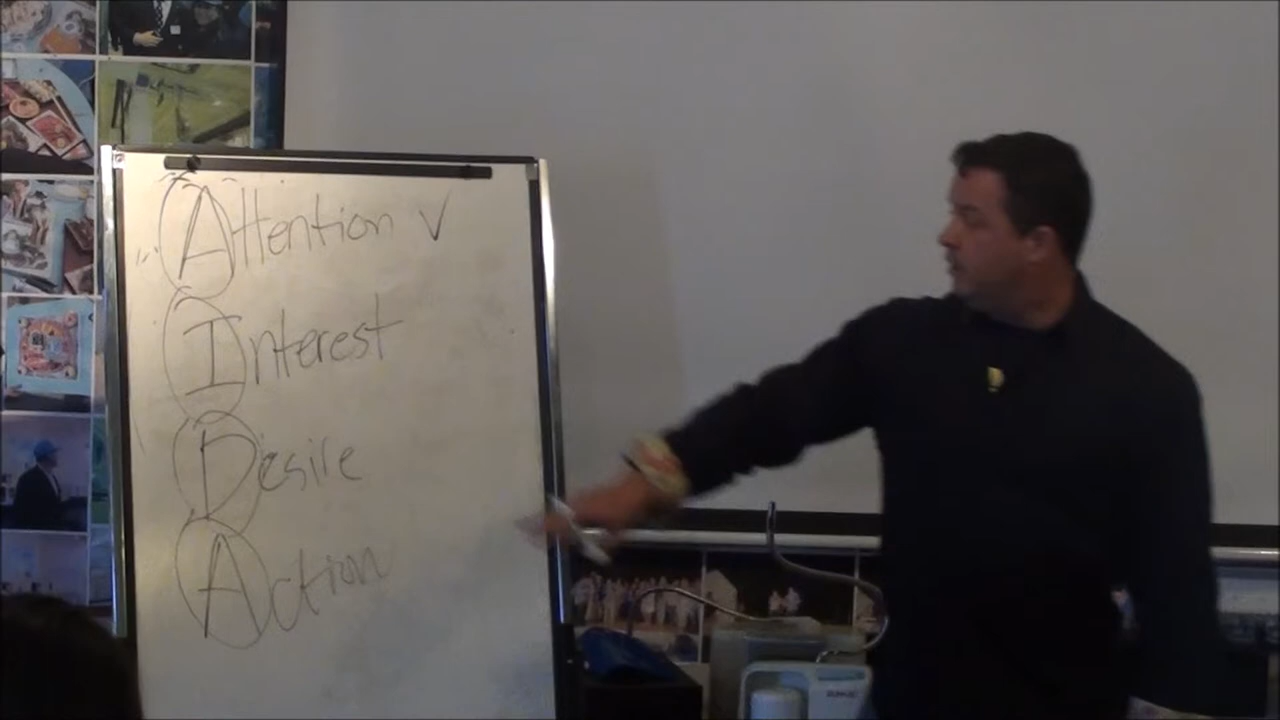 Attention ✓
Interest
Desire
Action